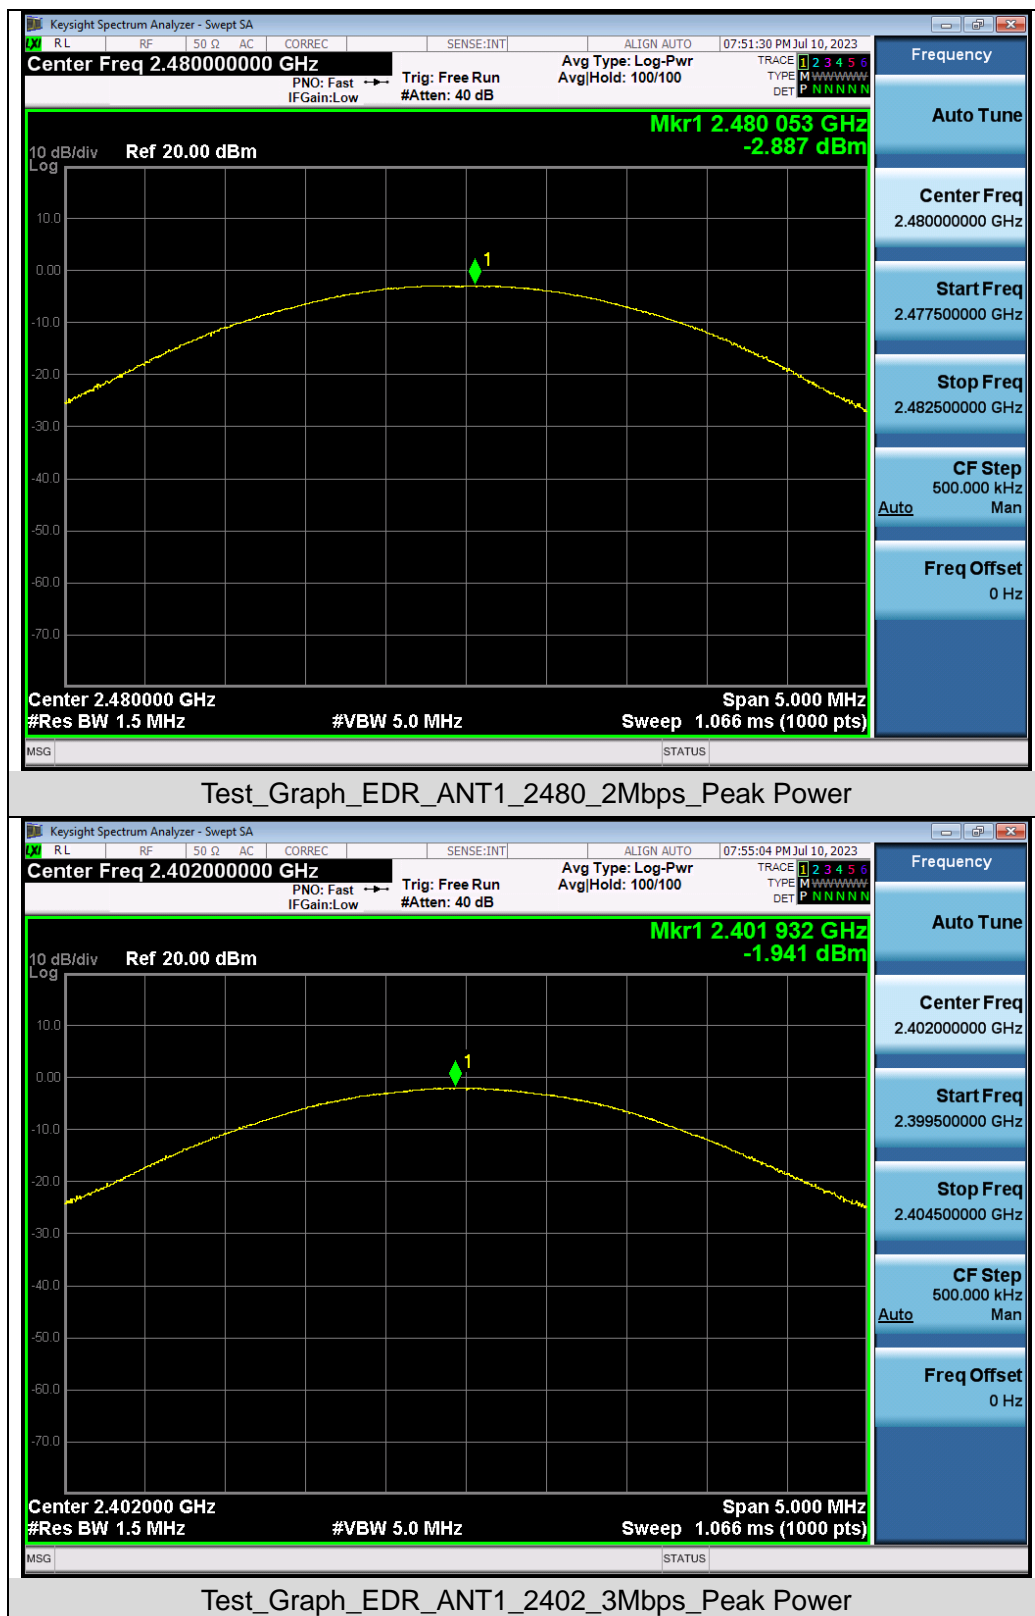 Keysight Spectrum Analyzer - Swept SA
LXI RL RF 50 Ω AC CORREC SENSE:INT ALIGN AUTO 07:51:30 PM Jul 10, 2023
Center Freq 2.480000000 GHz
PNO: Fast
IFGain:Low
Trig: Free Run
#Atten: 40 dB
Avg Type: Log-Pwr
Avg|Hold: 100/100
TRACE 1 2 3 4 5 6
TYPE M WWWWW
DET P N N N N N
Mkr1 2.480 053 GHz
-2.887 dBm
10 dB/div Ref 20.00 dBm
Log
10.0
1
0.00
-10.0
-20.0
-30.0
-40.0
-50.0
-60.0
-70.0
Center 2.480000 GHz Span 5.000 MHz
#Res BW 1.5 MHz #VBW 5.0 MHz Sweep 1.066 ms (1000 pts)
MSG STATUS
Frequency
Auto Tune
Center Freq
2.480000000 GHz
Start Freq
2.477500000 GHz
Stop Freq
2.482500000 GHz
CF Step
500.000 kHz
Auto Man
Freq Offset
0 Hz
Test_Graph_EDR_ANT1_2480_2Mbps_Peak Power
Keysight Spectrum Analyzer - Swept SA
LXI RL RF 50 Ω AC CORREC SENSE:INT ALIGN AUTO 07:55:04 PM Jul 10, 2023
Center Freq 2.402000000 GHz
PNO: Fast
IFGain:Low
Trig: Free Run
#Atten: 40 dB
Avg Type: Log-Pwr
Avg|Hold: 100/100
TRACE 1 2 3 4 5 6
TYPE M WWWWW
DET P N N N N N
Mkr1 2.401 932 GHz
-1.941 dBm
10 dB/div Ref 20.00 dBm
Log
10.0
1
0.00
-10.0
-20.0
-30.0
-40.0
-50.0
-60.0
-70.0
Center 2.402000 GHz Span 5.000 MHz
#Res BW 1.5 MHz #VBW 5.0 MHz Sweep 1.066 ms (1000 pts)
MSG STATUS
Frequency
Auto Tune
Center Freq
2.402000000 GHz
Start Freq
2.399500000 GHz
Stop Freq
2.404500000 GHz
CF Step
500.000 kHz
Auto Man
Freq Offset
0 Hz
Test_Graph_EDR_ANT1_2402_3Mbps_Peak Power